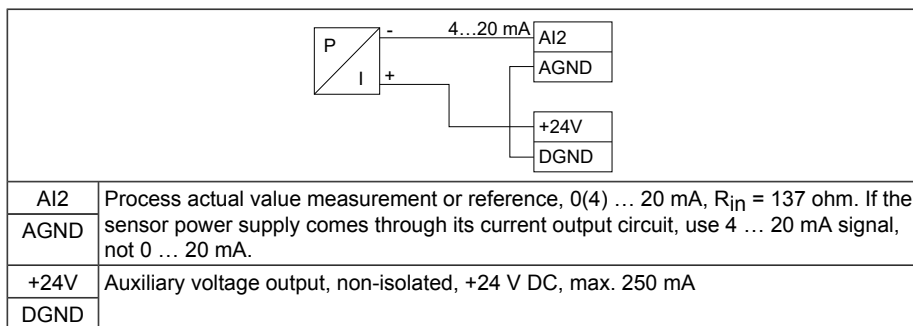 - 4…20 mA AI2
P
AGND
I +
+24V
DGND
AI2 Process actual value measurement or reference, 0(4) … 20 mA, Rin = 137 ohm. If the
AGND sensor power supply comes through its current output circuit, use 4 … 20 mA signal,
not 0 … 20 mA.
+24V Auxiliary voltage output, non-isolated, +24 V DC, max. 250 mA
DGND